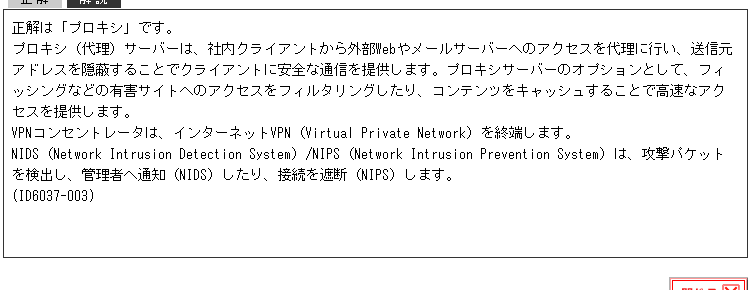 正解 解説
正解は「プロキシ」です。
プロキシ（代理）サーバーは、社内クライアントから外部Webやメールサーバーへのアクセスを代理に行い、送信元
アドレスを隠蔽することでクライアントに安全な通信を提供します。プロキシサーバーのオプションとして、フィ
ッシングなどの有害サイトへのアクセスをフィルタリングしたり、コンテンツをキャッシュすることで高速なアク
セスを提供します。
VPNコンセントレータは、インターネットVPN（Virtual Private Network）を終端します。
NIDS（Network Intrusion Detection System）/NIPS（Network Intrusion Prevention System）は、攻撃パケット
を検出し、管理者へ通知（NIDS）したり、接続を遮断（NIPS）します。
(ID6037-003)